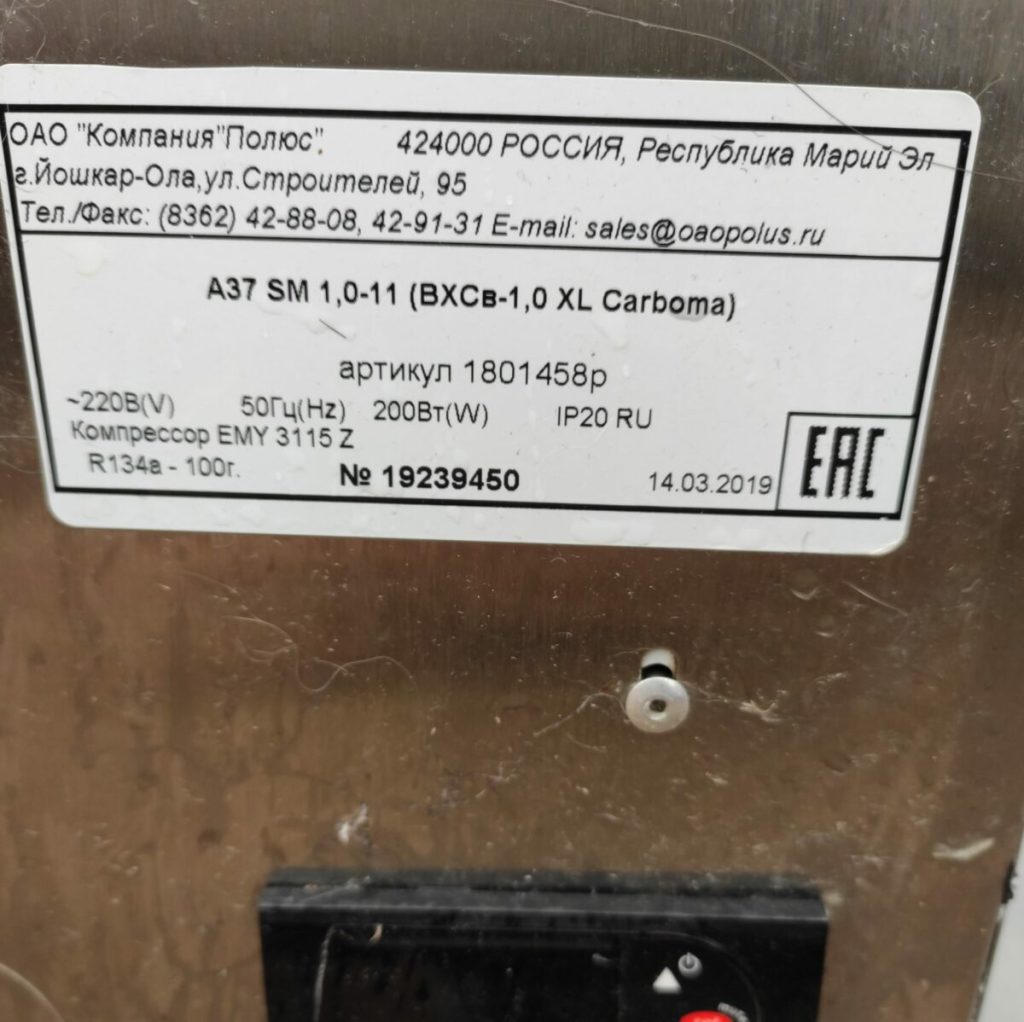 ОАО "Компания"Полюс". 424000 РОССИЯ, Республика Марий Эл
г.Йошкар-Ола,ул.Строителей, 95
Тел./Факс: (8362) 42-88-08, 42-91-31 E-mail: sales@oaopolus.ru
A37 SM 1,0-11 (ВХСв-1,0 XL Carboma)
артикул 1801458р
~220В(V) 50Гц(Hz) 200Вт(W) IP20 RU
Компрессор EMY 3115 Z
R134a - 100г. № 19239450 14.03.2019
EAC